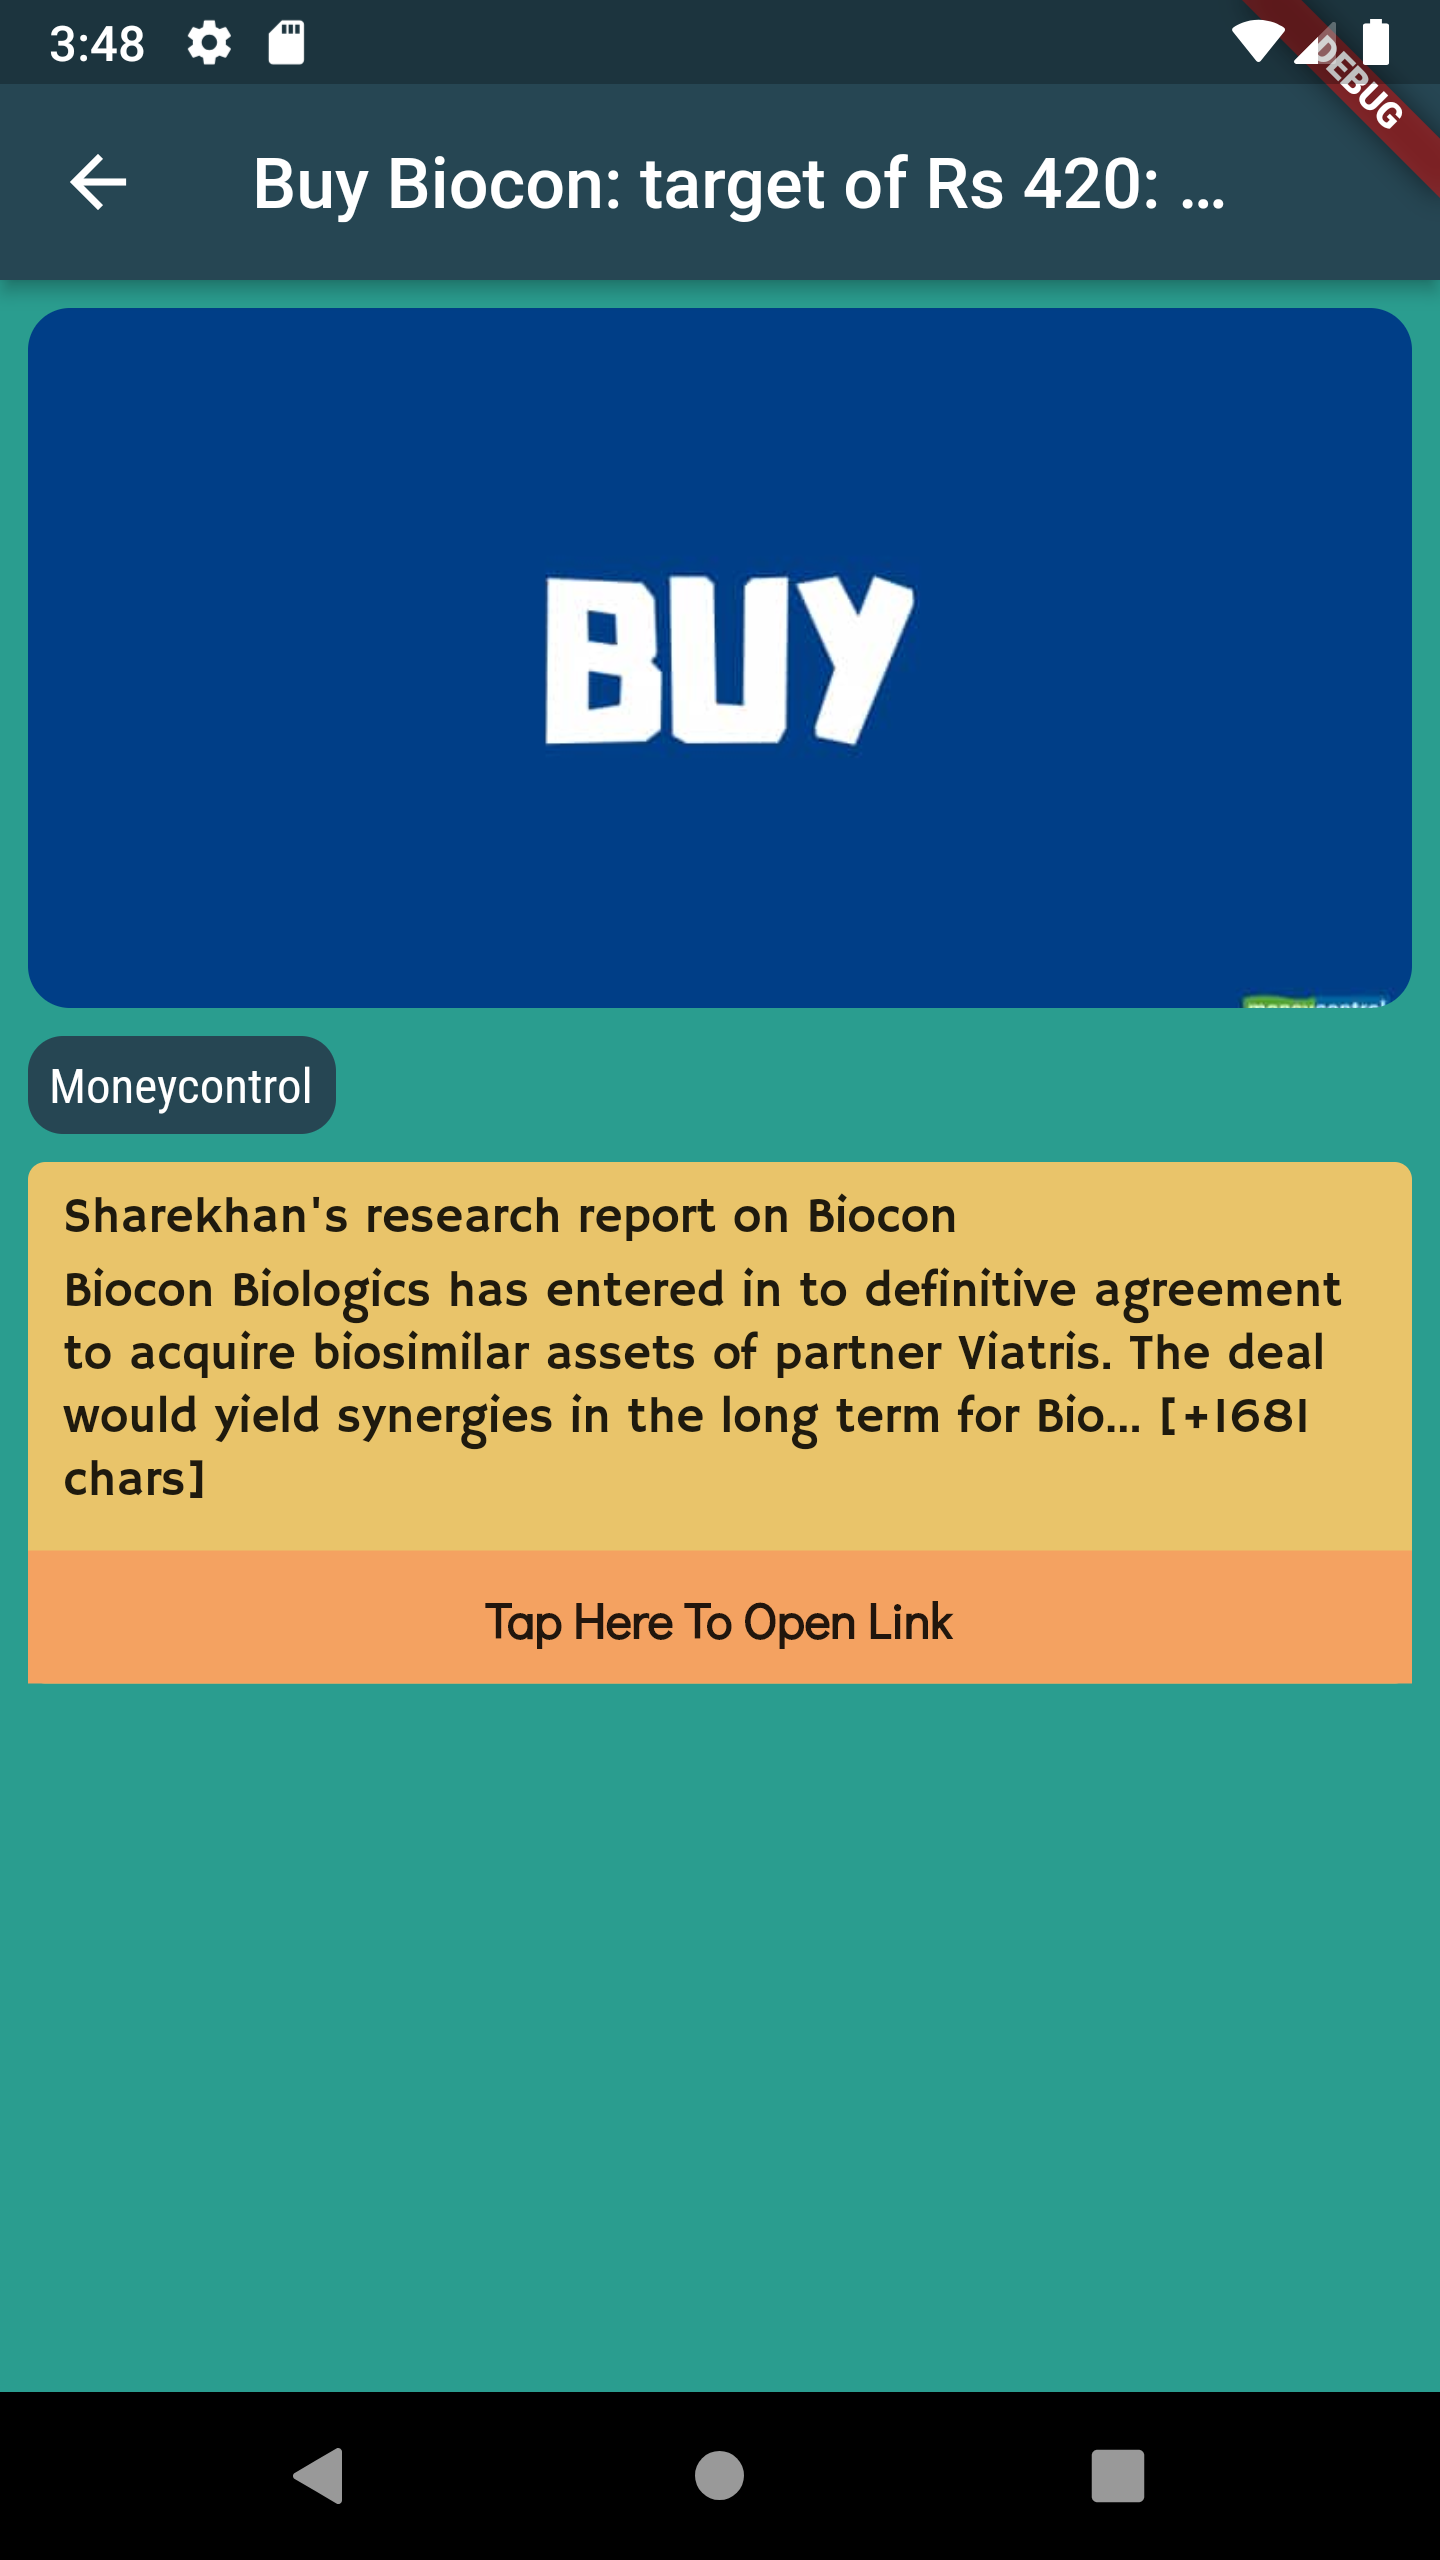 3:48
DEBUG
Buy Biocon: target of Rs 420: ...
BUY
moneycontrol
Moneycontrol
Sharekhan's research report on Biocon
Biocon Biologics has entered in to definitive agreement
to acquire biosimilar assets of partner Viatris. The deal
would yield synergies in the long term for Bio... [+1681
chars]
Tap Here To Open Link